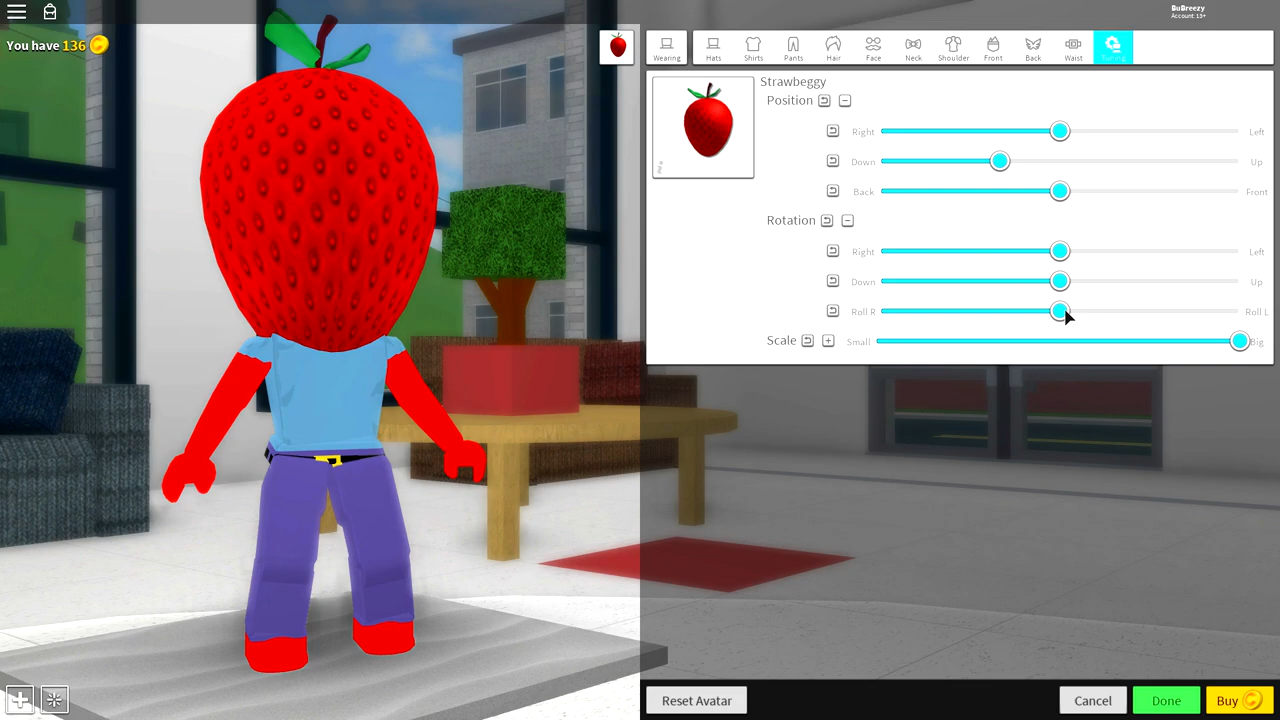 BuBreezy
Account: 13+
You have 136
Wearing
Hats
Shirts
Pants
Hair
Face
Neck
Shoulder
Front
Back
Waist
Strawbeggy
Position
Right
Left
Down
Up
Back
Front
Rotation
Right
Left
Down
Up
Roll R
Roll L
Scale
Small
Big
Reset Avatar
Cancel
Done
Buy